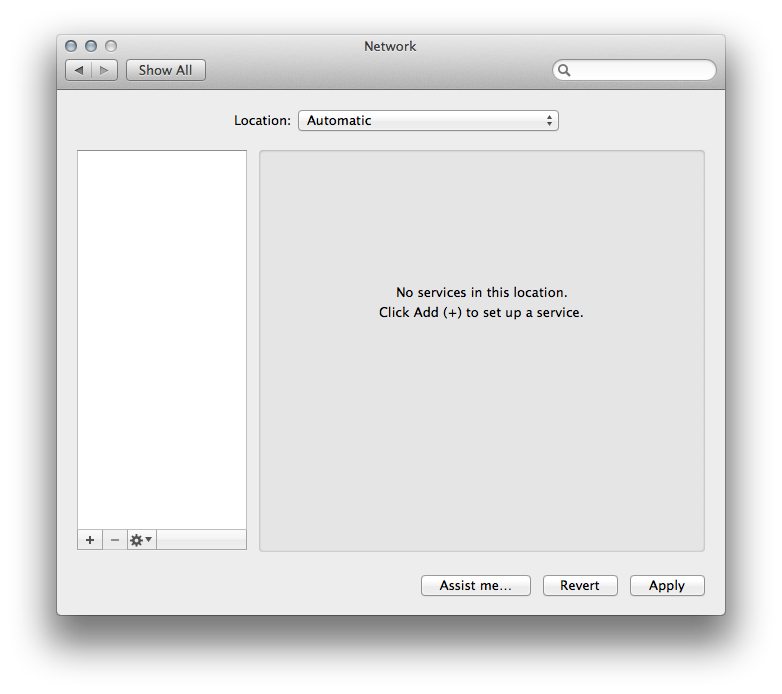 Network
Show All
Location: Automatic
No services in this location.
Click Add (+) to set up a service.
Assist me... Revert Apply